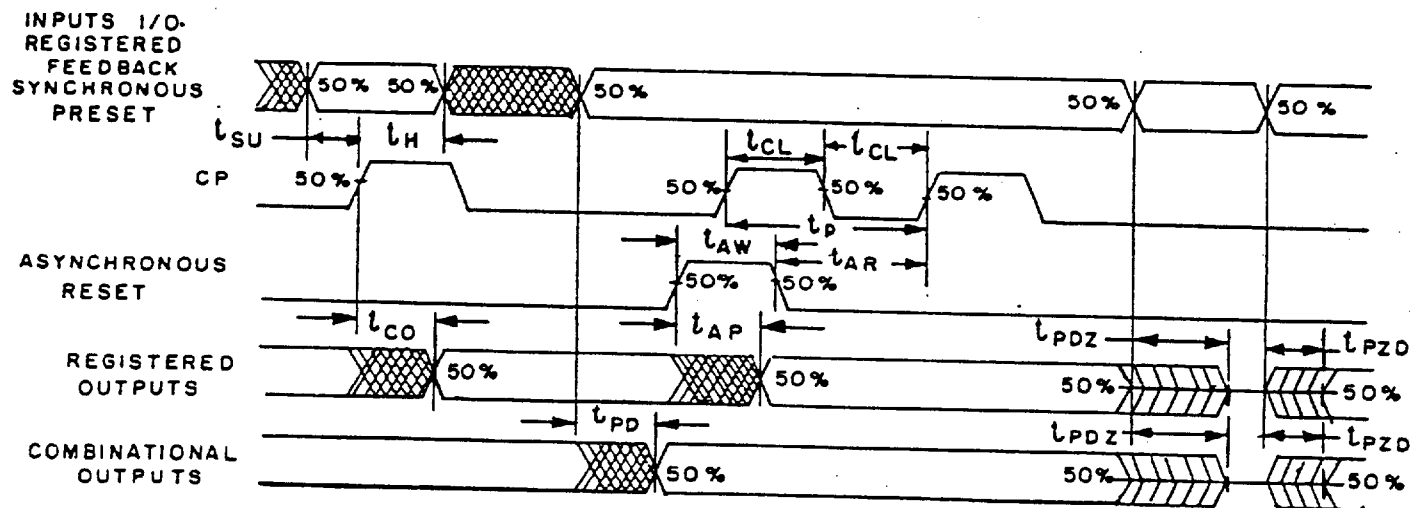 INPUTS I/O.
REGISTERED
FEEDBACK
SYNCHRONOUS
PRESET
50% 50% 50% 50% 50%
tSU tH tCL tCL
CP 50% 50% 50% 50%
tP
tAW
tAR
ASYNCHRONOUS
RESET
50% 50%
tCO tAP tPDZ tPZD
REGISTERED
OUTPUTS
50% 50% 50% 50%
tPD tPDZ tPZD
COMBINATIONAL
OUTPUTS
50% 50% 50%